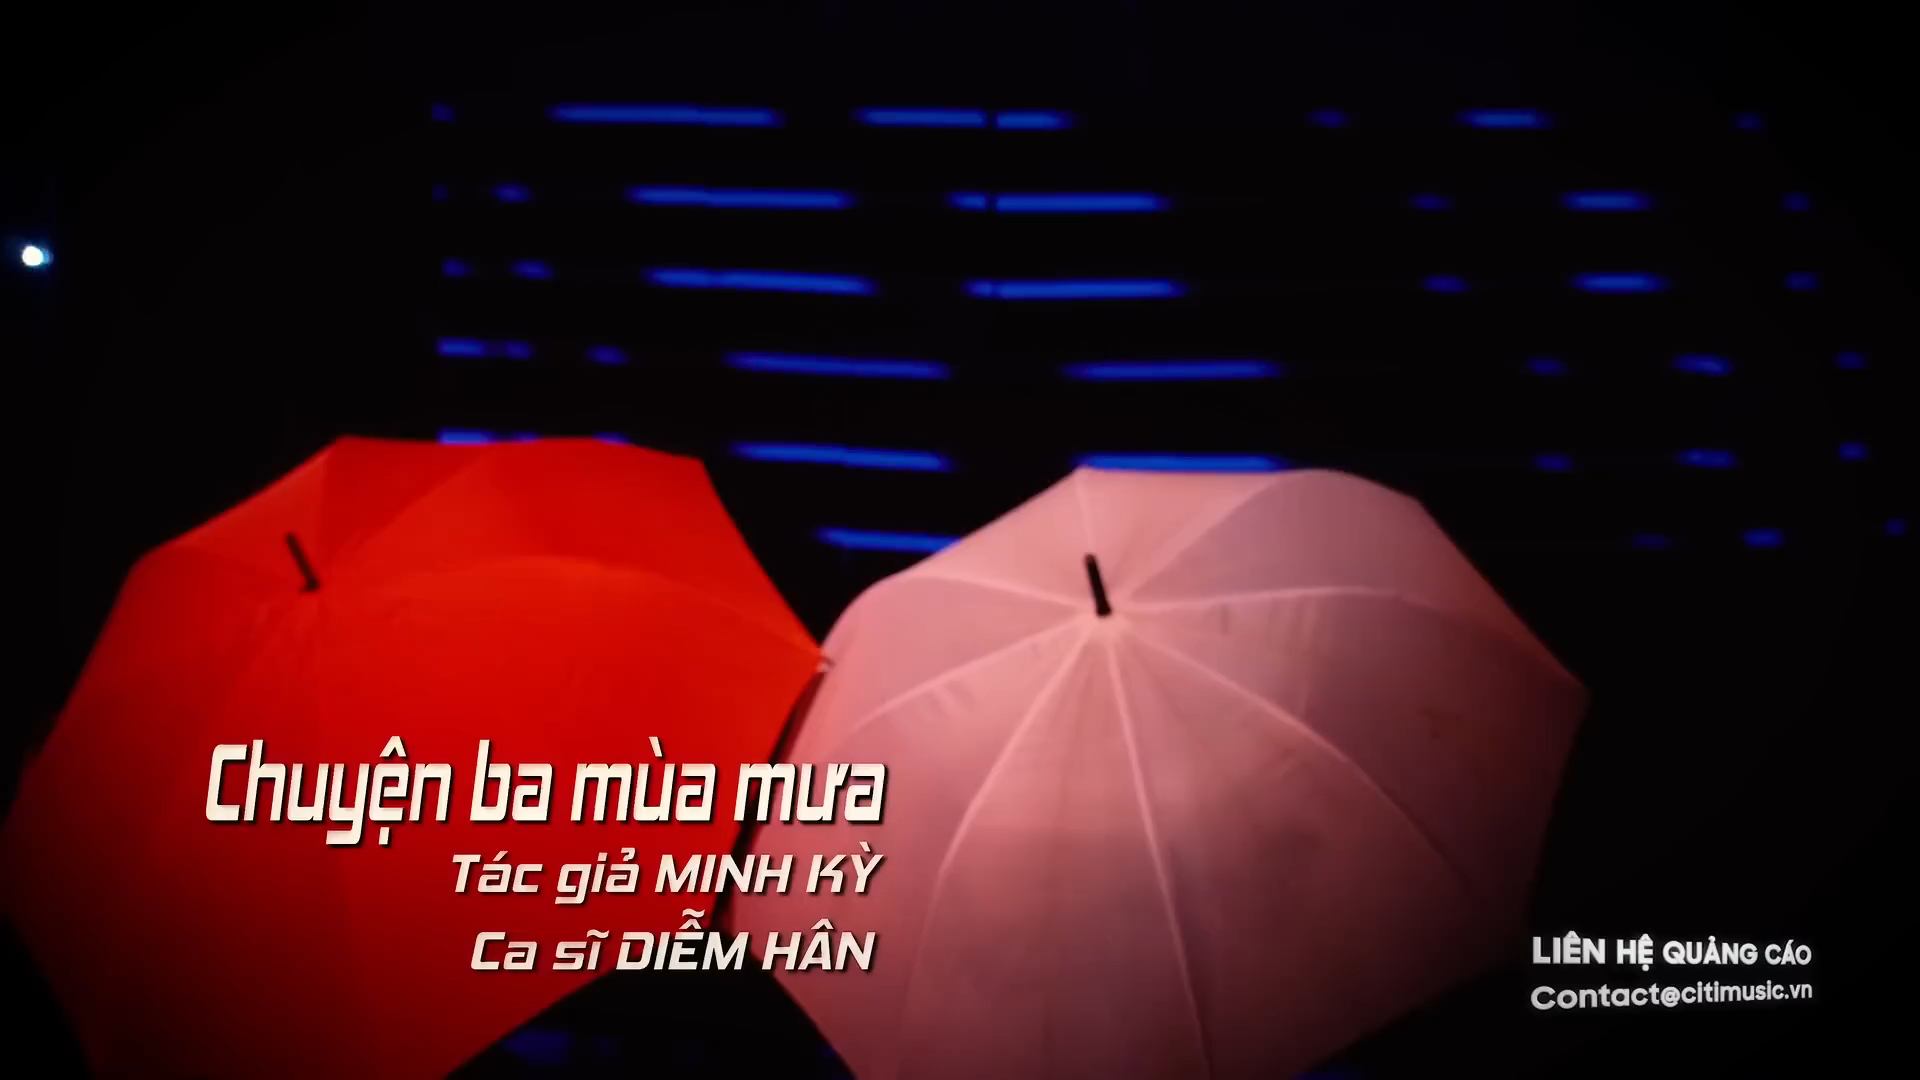 Chuyện ba mùa mưa
Tác giả MINH KỲ
Ca sĩ DIỄM HÂN
LIÊN HỆ QUẢNG CÁO
Contact@citimusic.vn